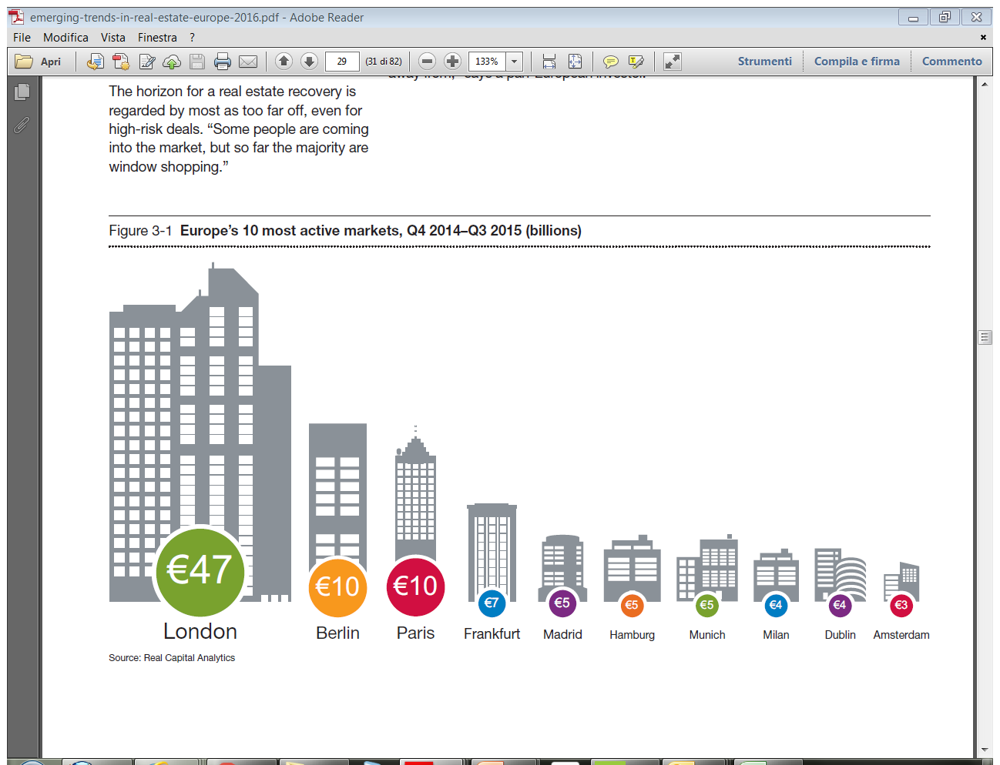 emerging-trends-in-real-estate-europe-2016.pdf - Adobe Reader
File Modifica Vista Finestra ?
Apri 29 (31 di 82) 133% Strumenti Compila e firma Commento
The horizon for a real estate recovery is
regarded by most as too far off, even for
high-risk deals. “Some people are coming
into the market, but so far the majority are
window shopping.”
Figure 3-1 Europe’s 10 most active markets, Q4 2014–Q3 2015 (billions)
€47 €10 €10 €7 €5 €5 €5 €4 €4 €3
London Berlin Paris Frankfurt Madrid Hamburg Munich Milan Dublin Amsterdam
Source: Real Capital Analytics